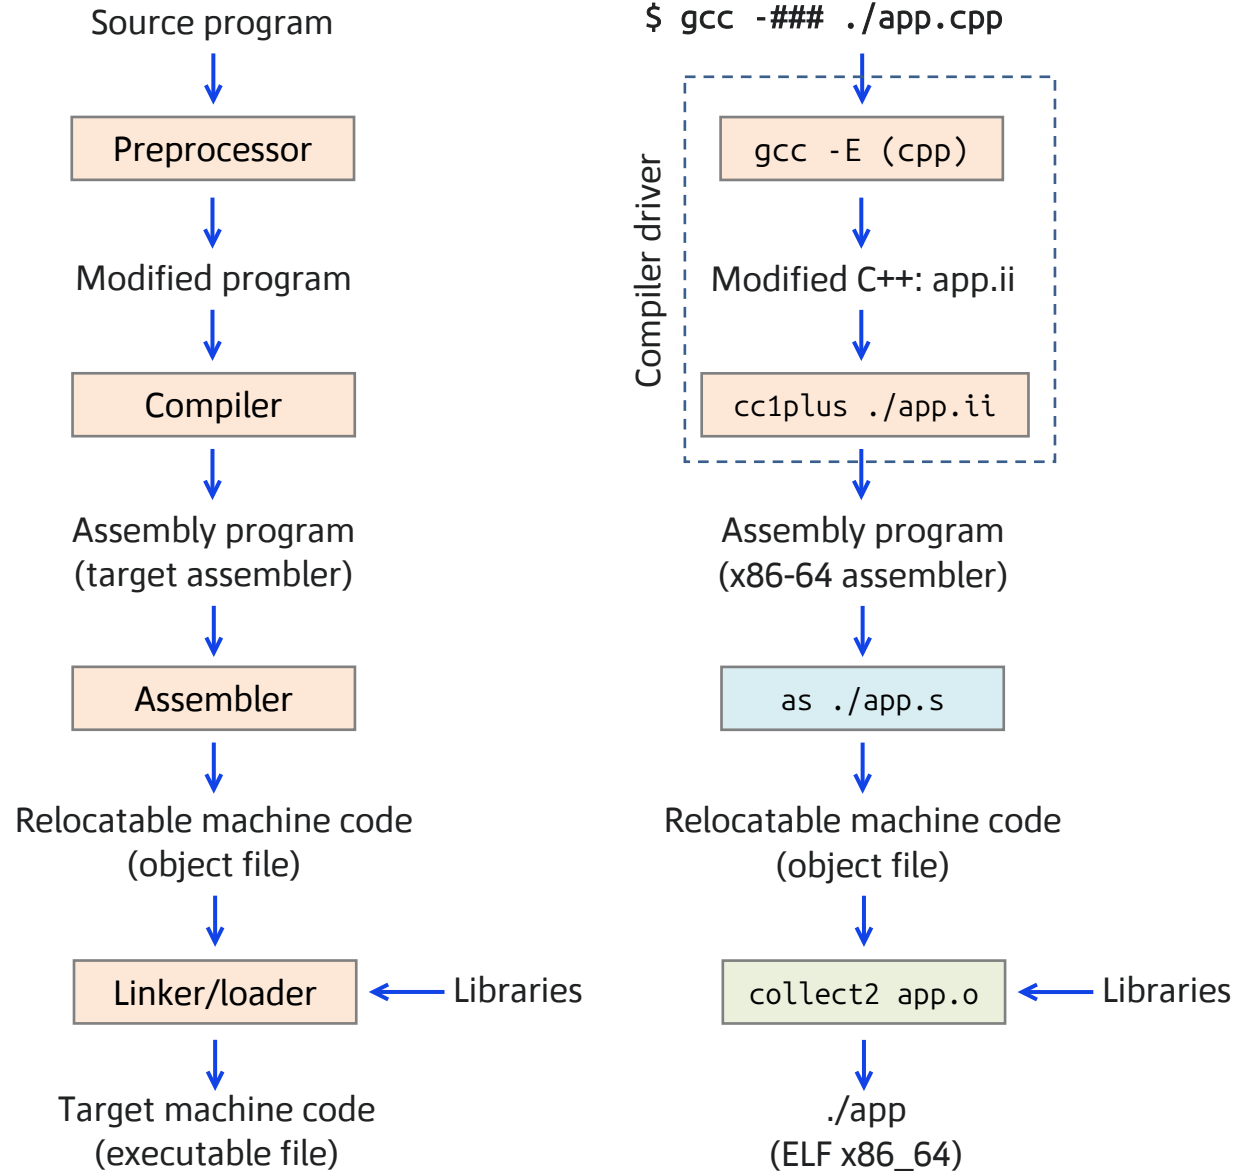 Source program
Preprocessor
Modified program
Compiler
Assembly program
(target assembler)
Assembler
Relocatable machine code
(object file)
Linker/loader
Libraries
Target machine code
(executable file)
$ gcc -### ./app.cpp
Compiler driver
gcc -E (cpp)
Modified C++: app.ii
cc1plus ./app.ii
Assembly program
(x86-64 assembler)
as ./app.s
Relocatable machine code
(object file)
collect2 app.o
Libraries
./app
(ELF x86_64)